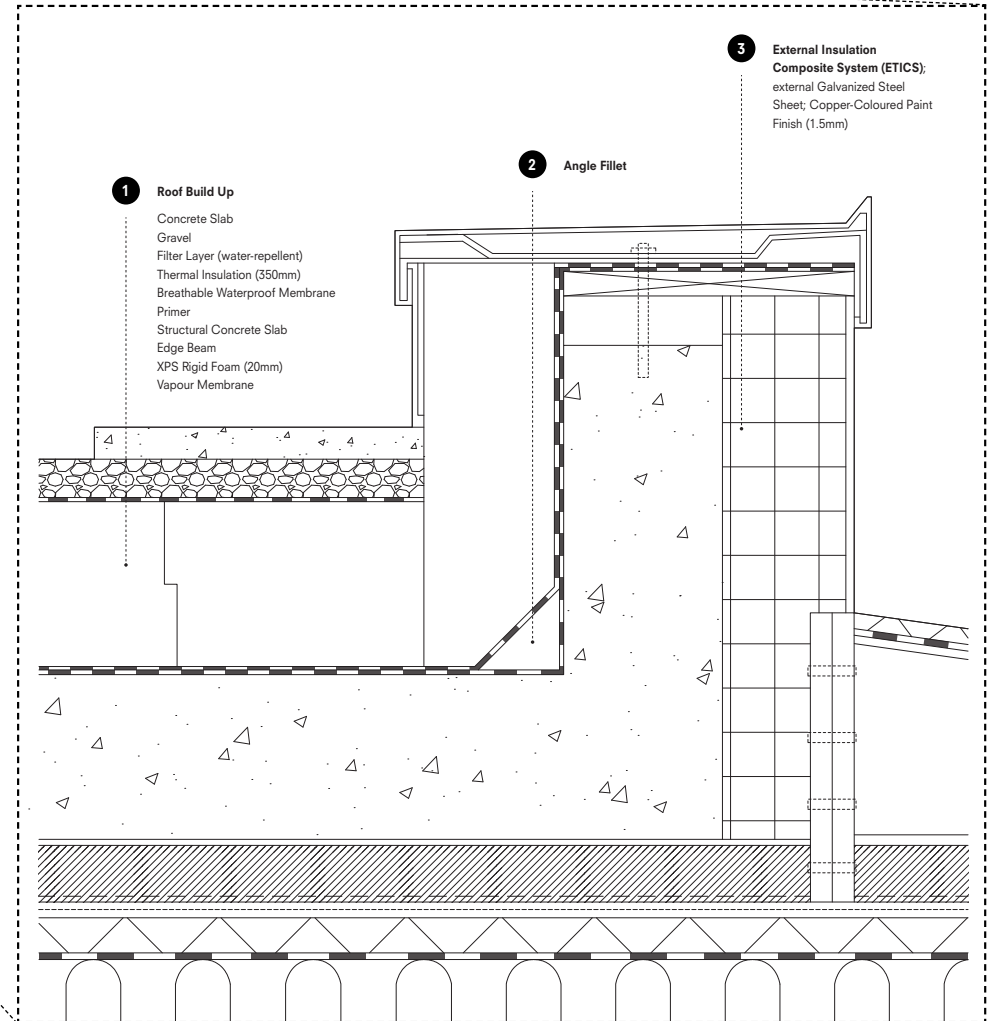 1 Roof Build Up
Concrete Slab
Gravel
Filter Layer (water-repellent)
Thermal Insulation (350mm)
Breathable Waterproof Membrane
Primer
Structural Concrete Slab
Edge Beam
XPS Rigid Foam (20mm)
Vapour Membrane
2 Angle Fillet
3 External Insulation
Composite System (ETICS);
external Galvanized Steel
Sheet; Copper-Coloured Paint
Finish (1.5mm)